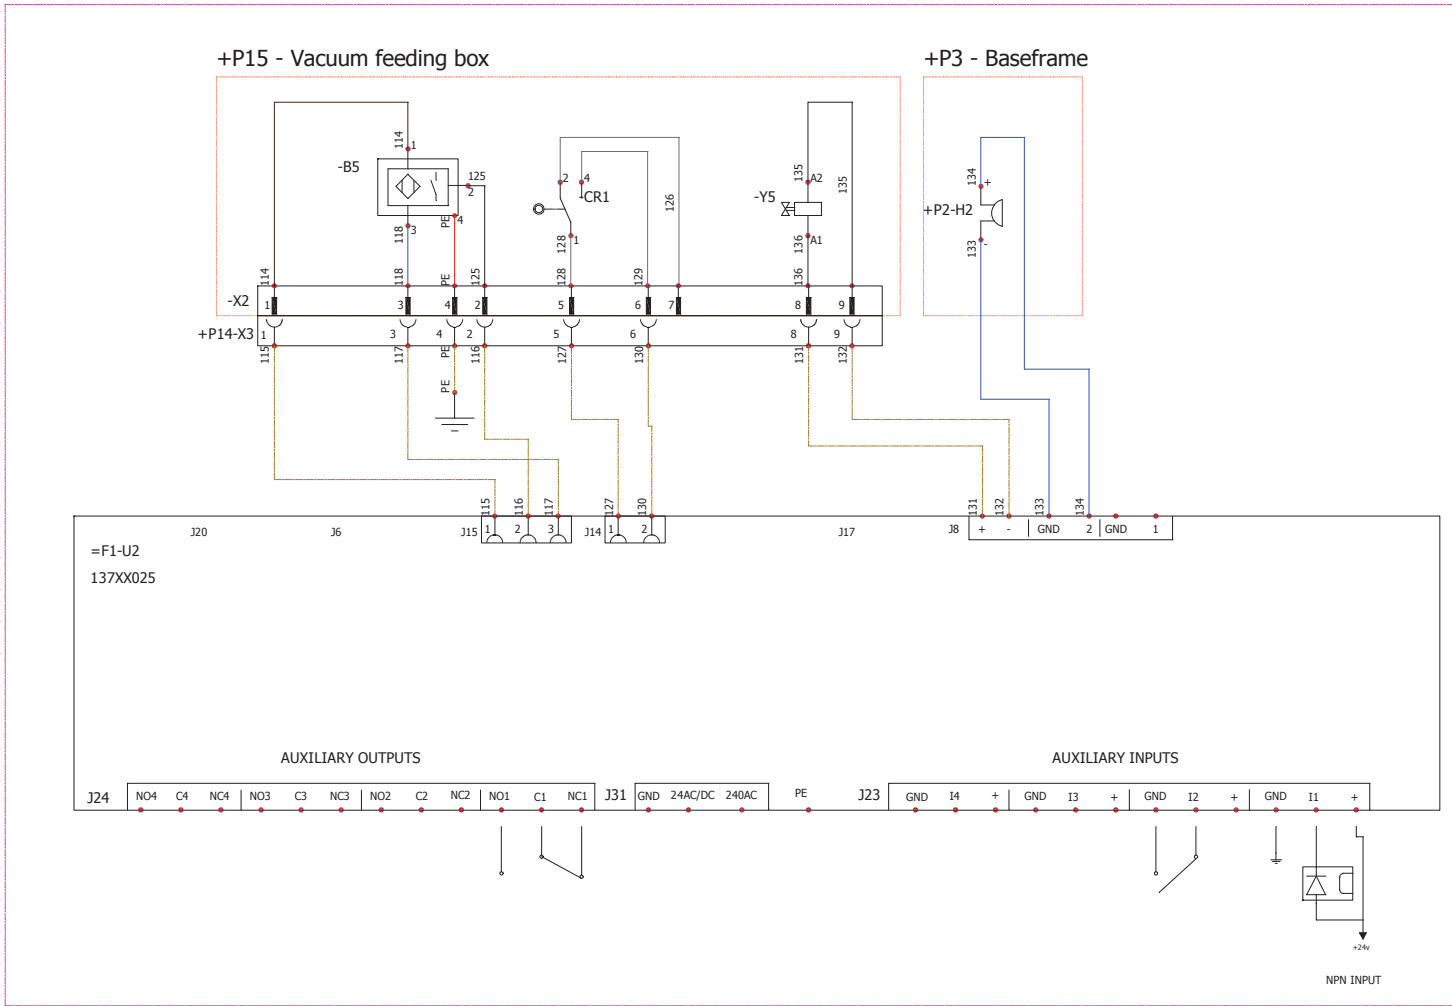 +P15 - Vacuum feeding box
+P3 - Baseframe
114
1
-B5
125
2
118
3
PE
4
2
4
-CR1
128
1
126
135
A2
-Y5
136
A1
135
134
+
+P2-H2
133
-
114
118
PE
125
128
129
136
-X2
1
3
4
2
5
6
7
8
9
+P14-X3
1
3
4
2
5
6
8
9
115
117
PE
116
127
130
131
132
PE
115
116
117
127
130
131
132
133
134
J20
J6
J15
1
2
3
J14
1
2
J17
J8
+
-
GND
2
GND
1
=F1-U2
137XX025
AUXILIARY OUTPUTS
AUXILIARY INPUTS
J24
NO4
C4
NC4
NO3
C3
NC3
NO2
C2
NC2
NO1
C1
NC1
J31
GND
24AC/DC
240AC
PE
J23
GND
I4
+
GND
I3
+
GND
I2
+
GND
I1
+
+24v
NPN INPUT